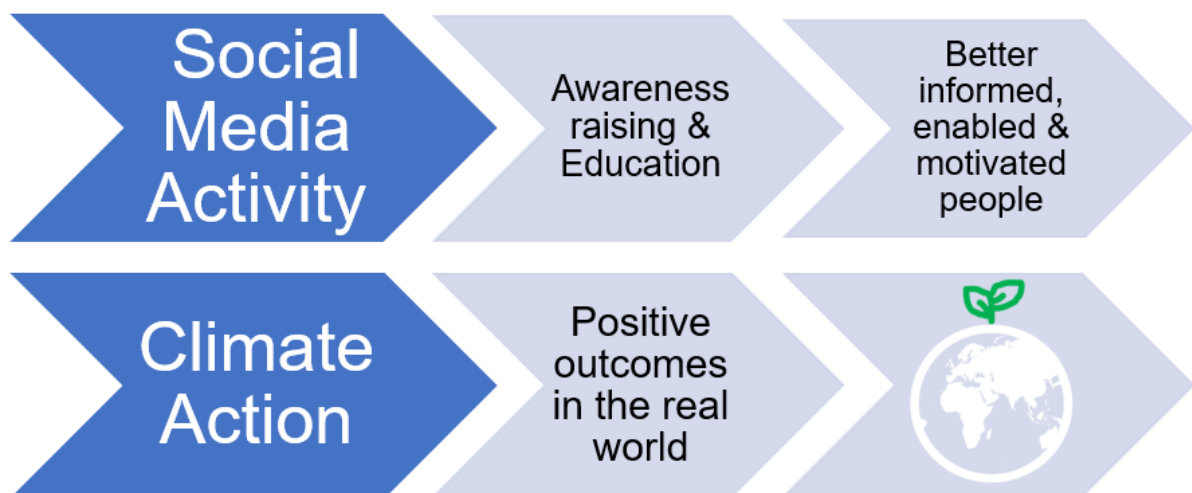 Social
Media
Activity
Awareness
raising &
Education
Better
informed,
enabled &
motivated
people
Climate
Action
Positive
outcomes
in the real
world